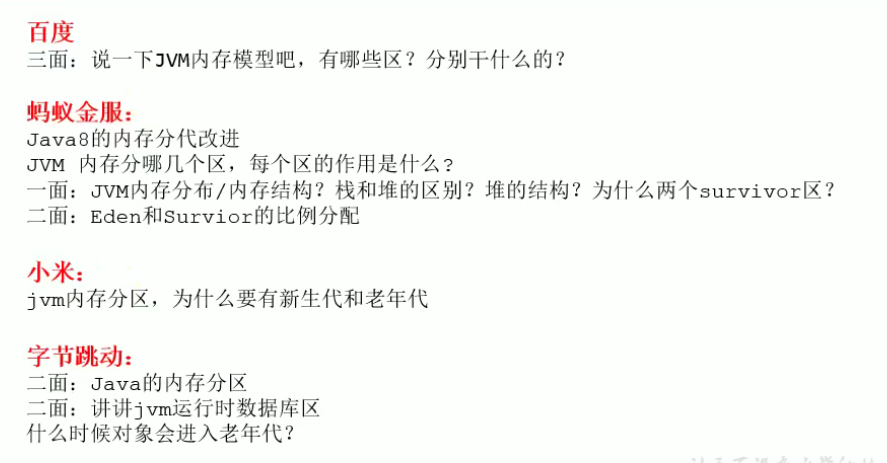 百度
三面：说一下JVM内存模型吧，有哪些区？分别干什么的？
蚂蚁金服：
Java8的内存分代改进
JVM 内存分哪几个区，每个区的作用是什么?
一面：JVM内存分布/内存结构？栈和堆的区别？堆的结构？为什么两个survivor区？
二面：Eden和Survior的比例分配
小米：
jvm内存分区，为什么要有新生代和老年代
字节跳动：
二面：Java的内存分区
二面：讲讲jvm运行时数据库区
什么时候对象会进入老年代？